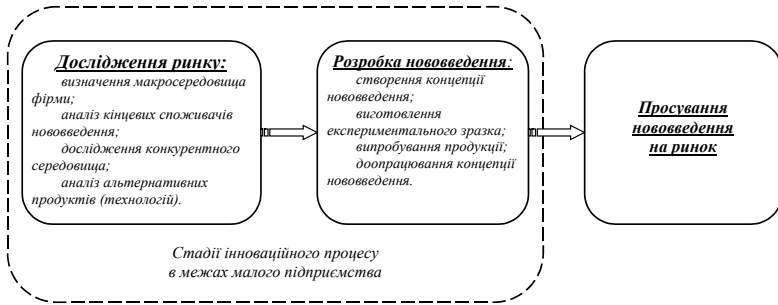 Дослідження ринку:
визначення макросередовища
фірми;
аналіз кінцевих споживачів
нововведення;
дослідження конкурентного
середовища;
аналіз альтернативних
продуктів (технологій).
Розробка нововведення:
створення концепції
нововведення;
виготовлення
експериментального зразка;
випробування продукції;
доопрацювання концепції
нововведення.
Просування
нововведення
на ринок
Стадії інноваційного процесу
в межах малого підприємства